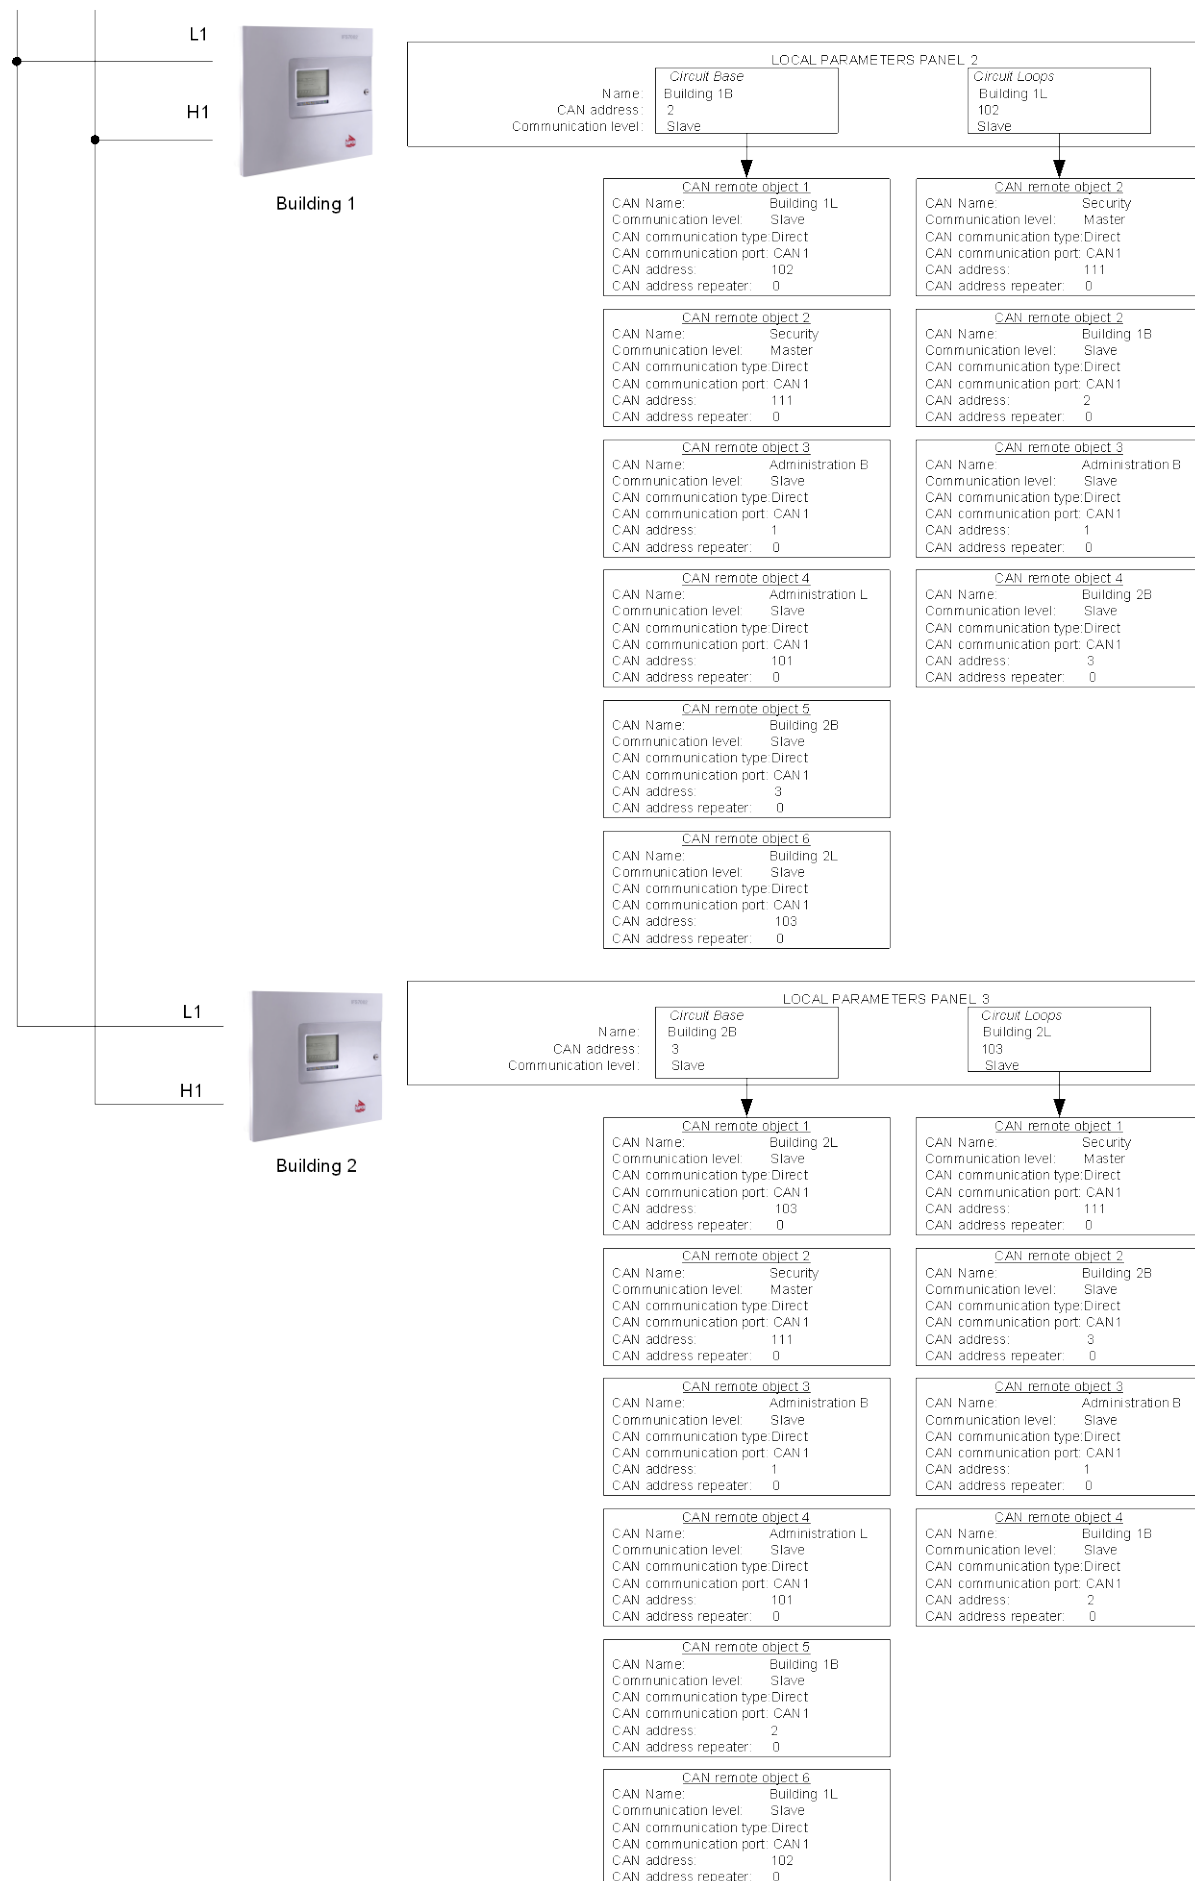 L1
H1
Building 1
LOCAL PARAMETERS PANEL 2
Circuit Base
Name: Building 1B
CAN address: 2
Communication level: Slave
Circuit Loops
Building 1L
102
Slave
CAN remote object 1
CAN Name: Building 1L
Communication level: Slave
CAN communication type: Direct
CAN communication port: CAN1
CAN address: 102
CAN address repeater: 0
CAN remote object 2
CAN Name: Security
Communication level: Master
CAN communication type: Direct
CAN communication port: CAN1
CAN address: 111
CAN address repeater: 0
CAN remote object 2
CAN Name: Security
Communication level: Master
CAN communication type: Direct
CAN communication port: CAN1
CAN address: 111
CAN address repeater: 0
CAN remote object 2
CAN Name: Building 1B
Communication level: Slave
CAN communication type: Direct
CAN communication port: CAN1
CAN address: 2
CAN address repeater: 0
CAN remote object 3
CAN Name: Administration B
Communication level: Slave
CAN communication type: Direct
CAN communication port: CAN1
CAN address: 1
CAN address repeater: 0
CAN remote object 3
CAN Name: Administration B
Communication level: Slave
CAN communication type: Direct
CAN communication port: CAN1
CAN address: 1
CAN address repeater: 0
CAN remote object 4
CAN Name: Administration L
Communication level: Slave
CAN communication type: Direct
CAN communication port: CAN1
CAN address: 101
CAN address repeater: 0
CAN remote object 4
CAN Name: Building 2B
Communication level: Slave
CAN communication type: Direct
CAN communication port: CAN1
CAN address: 3
CAN address repeater: 0
CAN remote object 5
CAN Name: Building 2B
Communication level: Slave
CAN communication type: Direct
CAN communication port: CAN1
CAN address: 3
CAN address repeater: 0
CAN remote object 6
CAN Name: Building 2L
Communication level: Slave
CAN communication type: Direct
CAN communication port: CAN1
CAN address: 103
CAN address repeater: 0
L1
H1
Building 2
LOCAL PARAMETERS PANEL 3
Circuit Base
Name: Building 2B
CAN address: 3
Communication level: Slave
Circuit Loops
Building 2L
103
Slave
CAN remote object 1
CAN Name: Building 2L
Communication level: Slave
CAN communication type: Direct
CAN communication port: CAN1
CAN address: 103
CAN address repeater: 0
CAN remote object 1
CAN Name: Security
Communication level: Master
CAN communication type: Direct
CAN communication port: CAN1
CAN address: 111
CAN address repeater: 0
CAN remote object 2
CAN Name: Security
Communication level: Master
CAN communication type: Direct
CAN communication port: CAN1
CAN address: 111
CAN address repeater: 0
CAN remote object 2
CAN Name: Building 2B
Communication level: Slave
CAN communication type: Direct
CAN communication port: CAN1
CAN address: 3
CAN address repeater: 0
CAN remote object 3
CAN Name: Administration B
Communication level: Slave
CAN communication type: Direct
CAN communication port: CAN1
CAN address: 1
CAN address repeater: 0
CAN remote object 3
CAN Name: Administration B
Communication level: Slave
CAN communication type: Direct
CAN communication port: CAN1
CAN address: 1
CAN address repeater: 0
CAN remote object 4
CAN Name: Administration L
Communication level: Slave
CAN communication type: Direct
CAN communication port: CAN1
CAN address: 101
CAN address repeater: 0
CAN remote object 4
CAN Name: Building 1B
Communication level: Slave
CAN communication type: Direct
CAN communication port: CAN1
CAN address: 2
CAN address repeater: 0
CAN remote object 5
CAN Name: Building 1B
Communication level: Slave
CAN communication type: Direct
CAN communication port: CAN1
CAN address: 2
CAN address repeater: 0
CAN remote object 6
CAN Name: Building 1L
Communication level: Slave
CAN communication type: Direct
CAN communication port: CAN1
CAN address: 102
CAN address repeater: 0